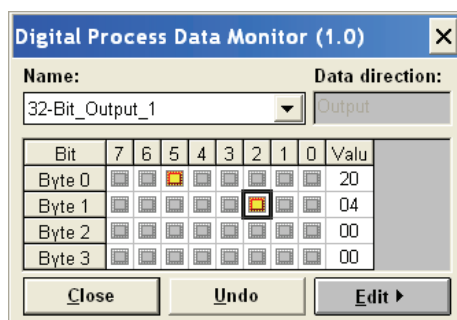 Digital Process Data Monitor (1.0)
Name: Data direction:
32-Bit_Output_1 Output
Bit 7 6 5 4 3 2 1 0 Valu
Byte 0 20
Byte 1 04
Byte 2 00
Byte 3 00
Close Undo Edit